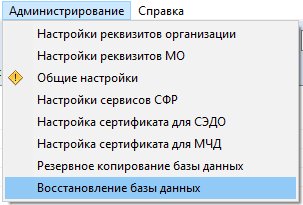 Администрирование Справка
Настройки реквизитов организации
Настройки реквизитов МО
Общие настройки
Настройки сервисов СФР
Настройка сертификата для СЭДО
Настройка сертификата для МЧД
Резервное копирование базы данных
Восстановление базы данных